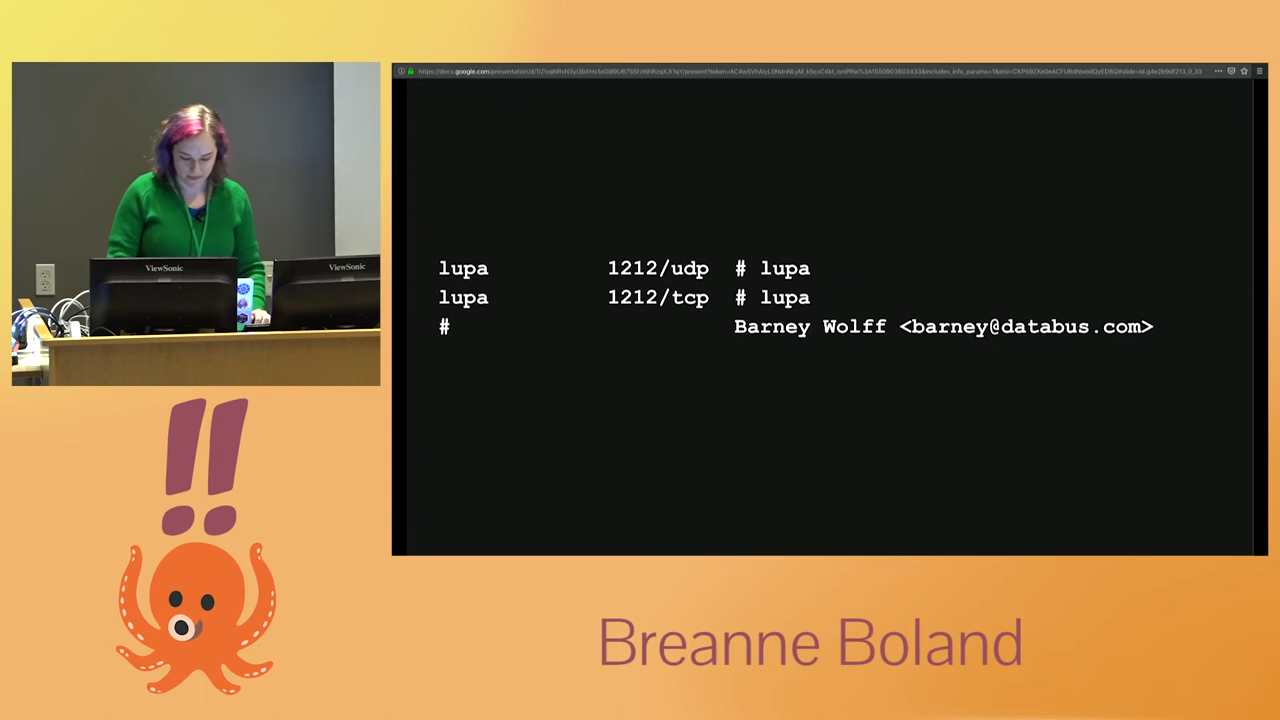 ViewSonic
ViewSonic
lupa 1212/udp # lupa
lupa 1212/tcp # lupa
# Barney Wolff <barney@databus.com>
!!
Breanne Boland